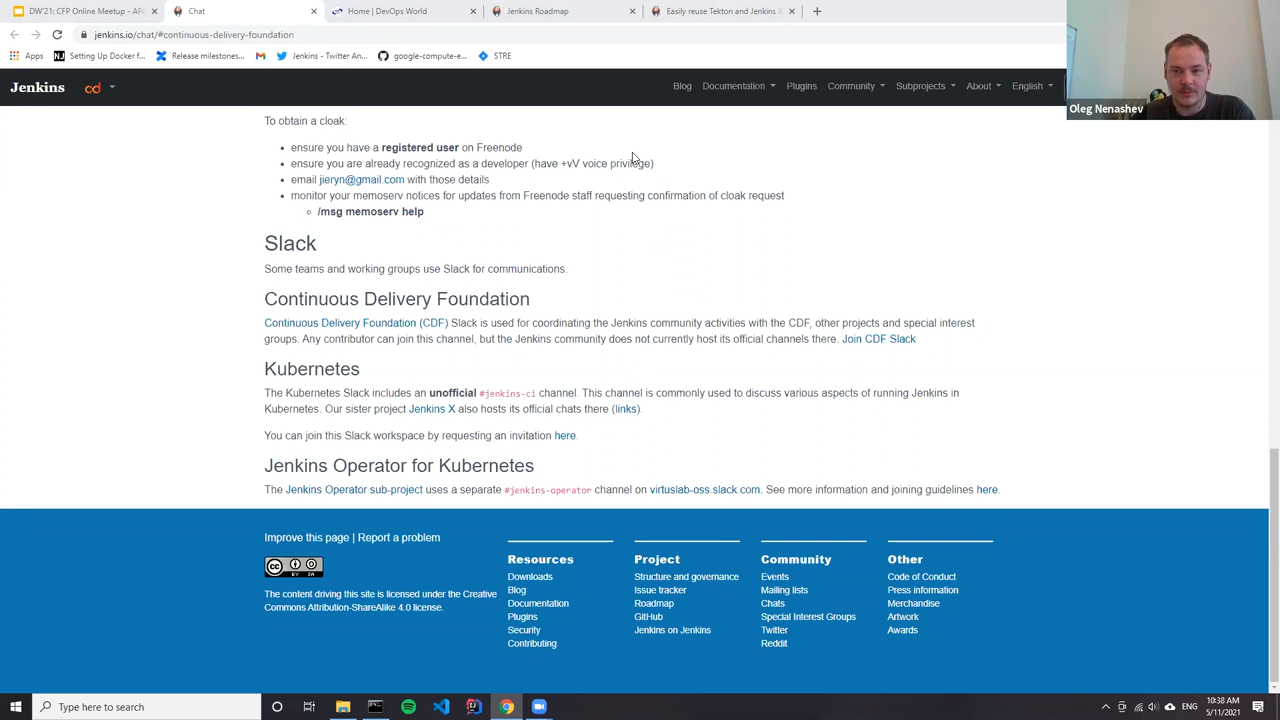 DW'21: CFP Online Meetup - AP
Chat
Home | DevOps World
Jenkins Roadmap
Easily reuse Tekton and Jenkins X
jenkins.io/chat/#continuous-delivery-foundation
Apps
Setting Up Docker f...
Release milestones...
Jenkins - Twitter An...
google-compute-e...
STRE
Jenkins
cd
Blog
Documentation
Plugins
Community
Subprojects
About
English
Oleg Nenashev
To obtain a cloak:
ensure you have a registered user on Freenode
ensure you are already recognized as a developer (have +vV voice privilege)
email jieryn@gmail.com with those details
monitor your memoserv notices for updates from Freenode staff requesting confirmation of cloak request
/msg memoserv help
Slack
Some teams and working groups use Slack for communications.
Continuous Delivery Foundation
Continuous Delivery Foundation (CDF) Slack is used for coordinating the Jenkins community activities with the CDF, other projects and special interest
groups. Any contributor can join this channel, but the Jenkins community does not currently host its official channels there. Join CDF Slack
Kubernetes
The Kubernetes Slack includes an unofficial #jenkins-ci channel. This channel is commonly used to discuss various aspects of running Jenkins in
Kubernetes. Our sister project Jenkins X also hosts its official chats there (links).
You can join this Slack workspace by requesting an invitation here.
Jenkins Operator for Kubernetes
The Jenkins Operator sub-project uses a separate #jenkins-operator channel on virtuslab-oss.slack.com. See more information and joining guidelines here.
Improve this page | Report a problem
CC BY SA
The content driving this site is licensed under the Creative
Commons Attribution-ShareAlike 4.0 license.
Resources
Downloads
Blog
Documentation
Plugins
Security
Contributing
Project
Structure and governance
Issue tracker
Roadmap
GitHub
Jenkins on Jenkins
Community
Events
Mailing lists
Chats
Special Interest Groups
Twitter
Reddit
Other
Code of Conduct
Press information
Merchandise
Artwork
Awards
Type here to search
ENG
10:38 AM
5/11/2021